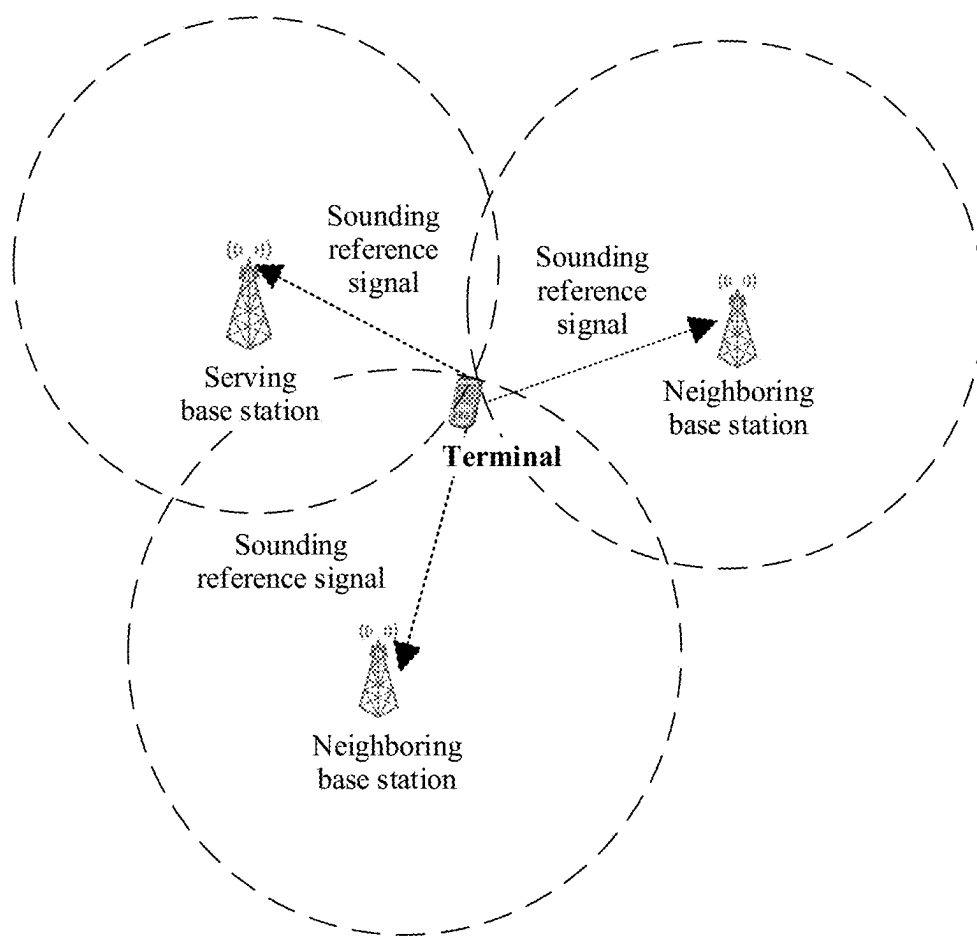 Sounding
reference
signal
Sounding
reference
signal
Serving
base station
Neighboring
base station
Terminal
Sounding
reference signal
Neighboring
base station